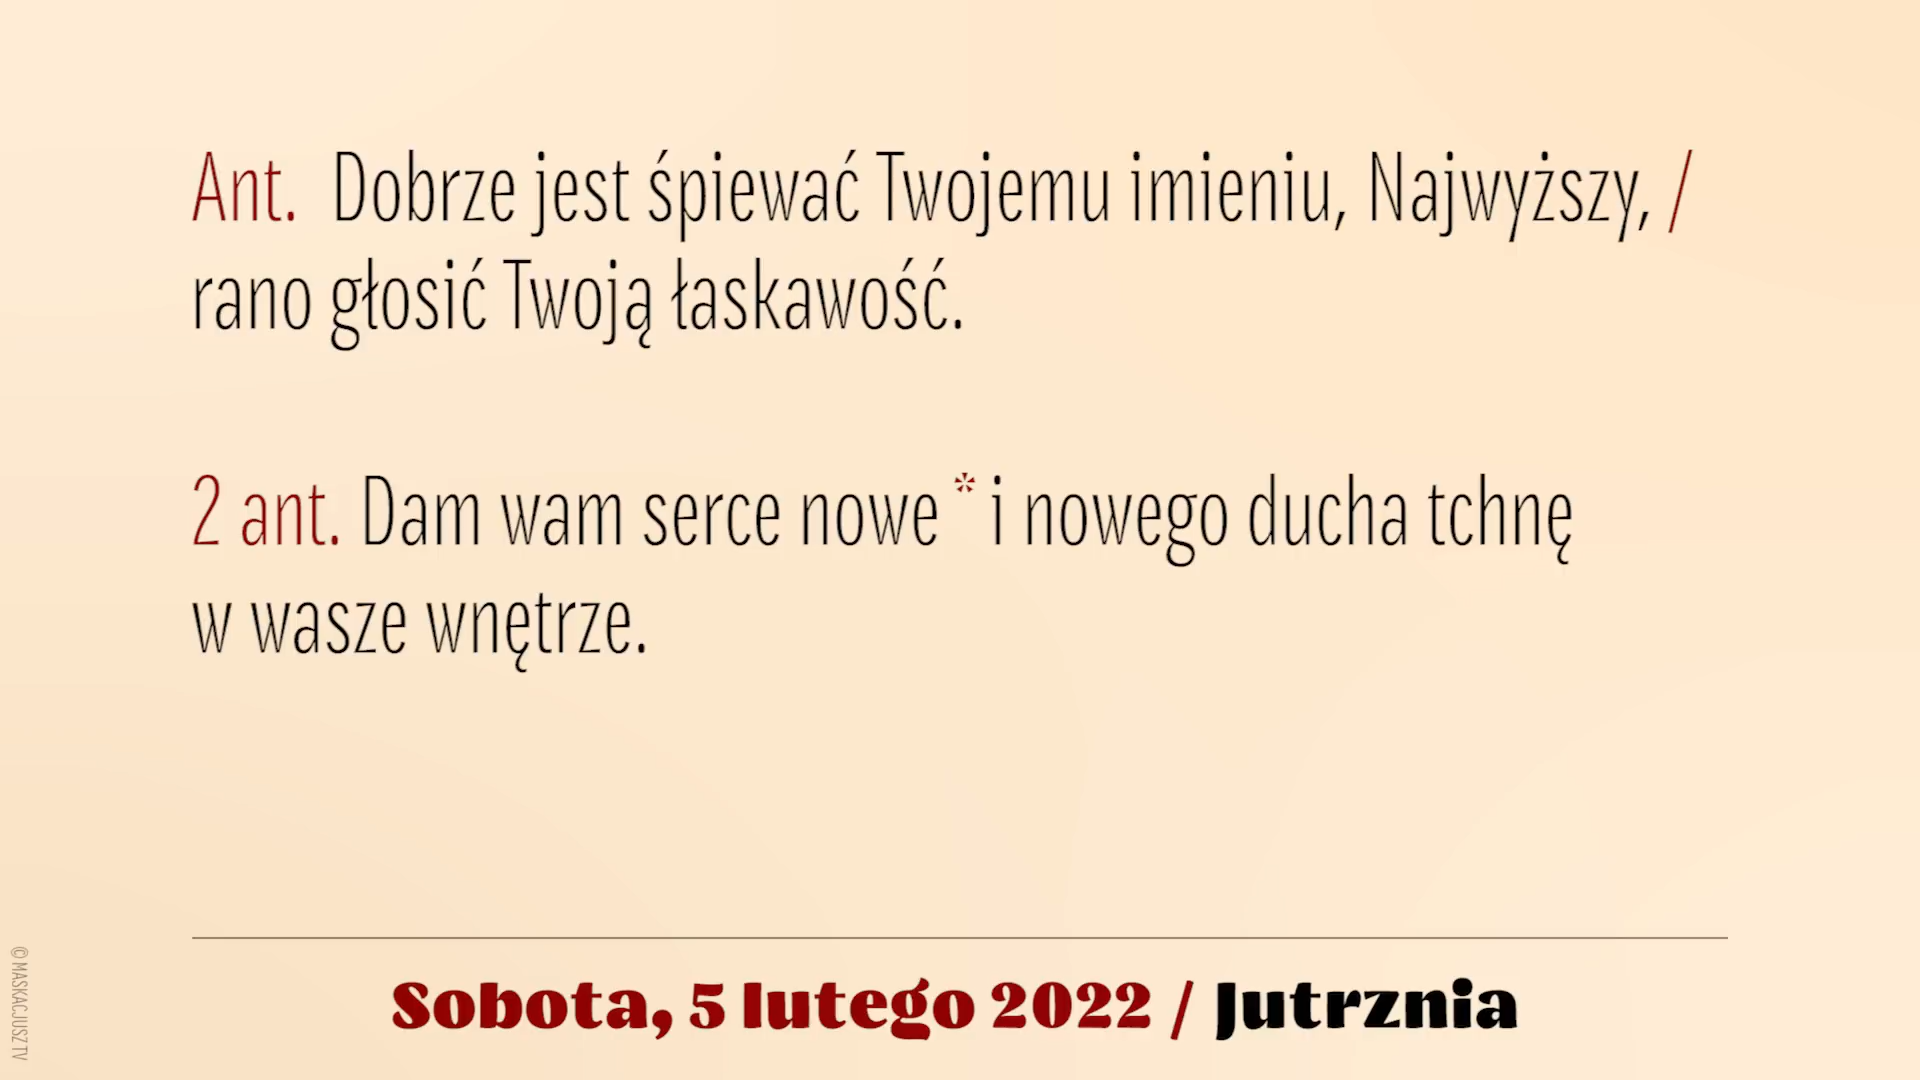 Ant. Dobrze jest śpiewać Twojemu imieniu, Najwyższy, /
rano głosić Twoją łaskawość.
2 ant. Dam wam serce nowe * i nowego ducha tchnę
w wasze wnętrze.
Sobota, 5 lutego 2022 / Jutrznia
© MASKACJUSZ TV